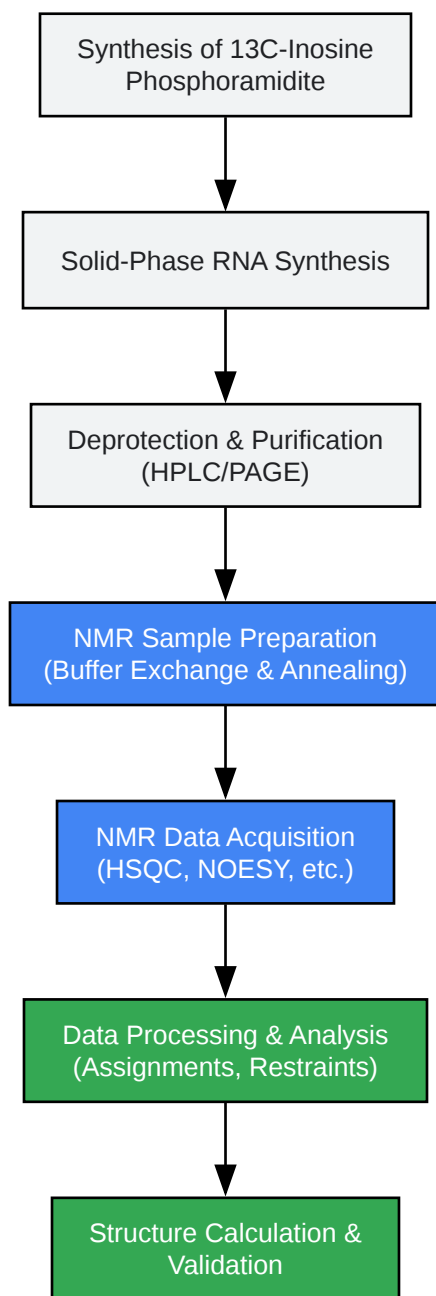 Synthesis of 13C-Inosine
Phosphoramidite
Solid-Phase RNA Synthesis
Deprotection & Purification
(HPLC/PAGE)
NMR Sample Preparation
(Buffer Exchange & Annealing)
NMR Data Acquisition
(HSQC, NOESY, etc.)
Data Processing & Analysis
(Assignments, Restraints)
Structure Calculation &
Validation